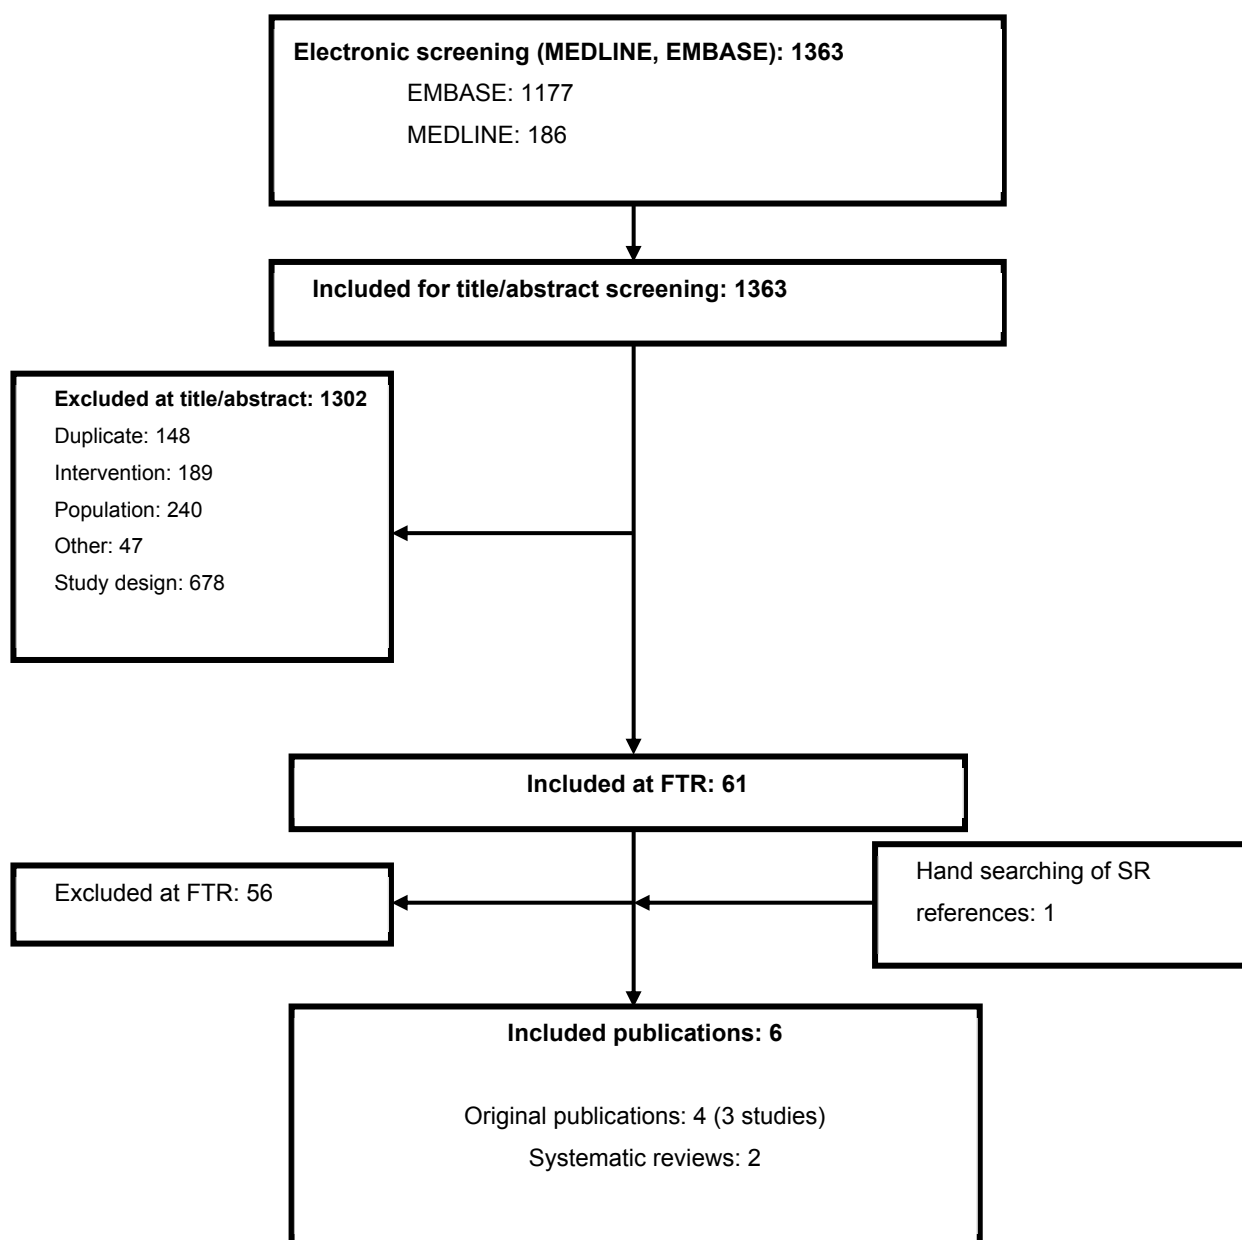 Electronic screening (MEDLINE, EMBASE): 1363
EMBASE: 1177
MEDLINE: 186
Included for title/abstract screening: 1363
Excluded at title/abstract: 1302
Duplicate: 148
Intervention: 189
Population: 240
Other: 47
Study design: 678
Included at FTR: 61
Excluded at FTR: 56
Hand searching of SR
references: 1
Included publications: 6
Original publications: 4 (3 studies)
Systematic reviews: 2